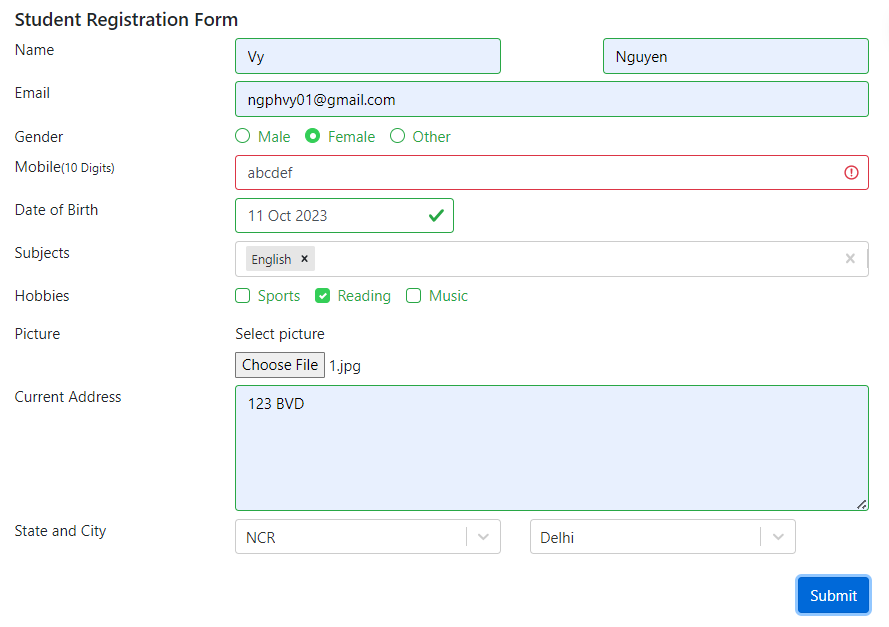 Student Registration Form
Name Vy Nguyen
Email ngphvy01@gmail.com
Gender Male Female Other
Mobile(10 Digits) abcdef
Date of Birth 11 Oct 2023
Subjects English
Hobbies Sports Reading Music
Picture Select picture
Choose File 1.jpg
Current Address 123 BVD
State and City NCR Delhi
Submit